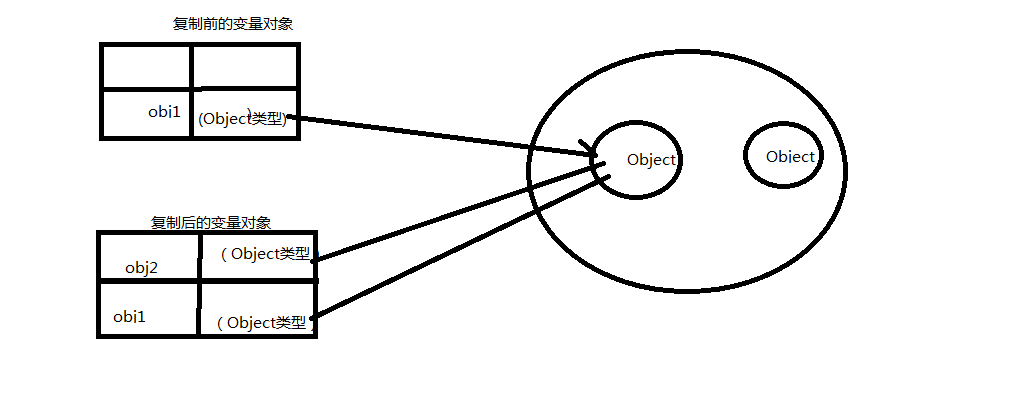 复制前的变量对象
obj1
(Object类型)
)
Object
Object
复制后的变量对象
obj2
( Object类型 )
obj1
( Object类型 )